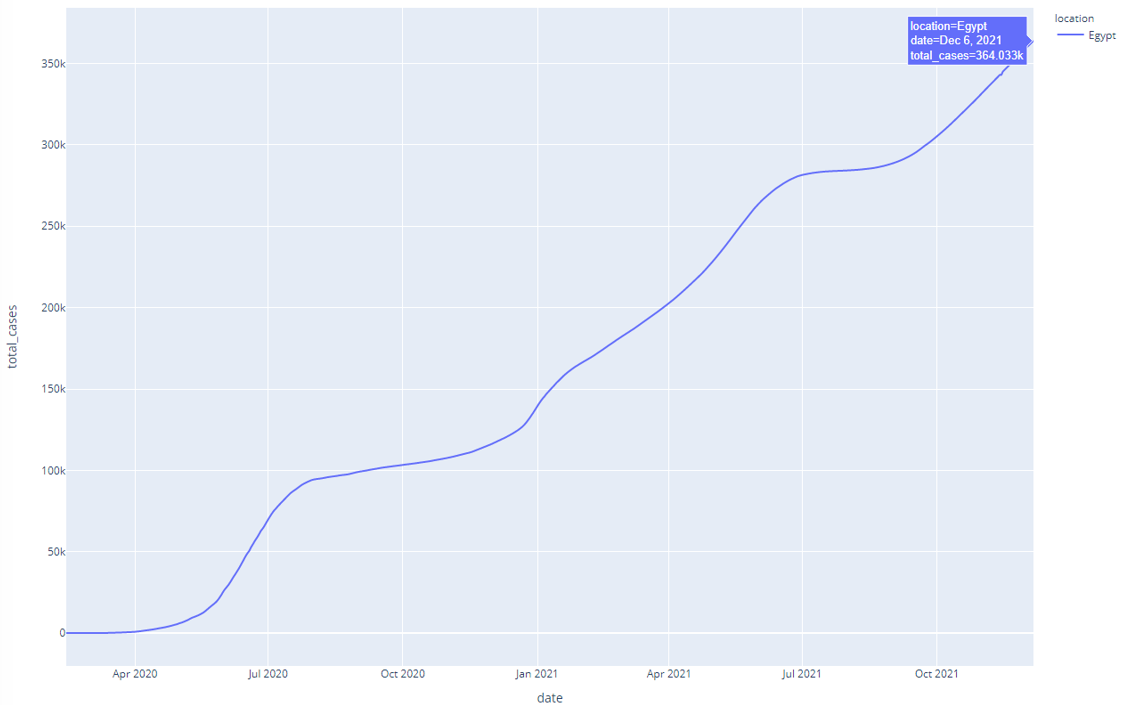 location=Egypt
date=Dec 6, 2021
total_cases=364.033k
location
Egypt
350k
300k
250k
200k
150k
100k
50k
0
total_cases
Apr 2020
Jul 2020
Oct 2020
Jan 2021
Apr 2021
Jul 2021
Oct 2021
date